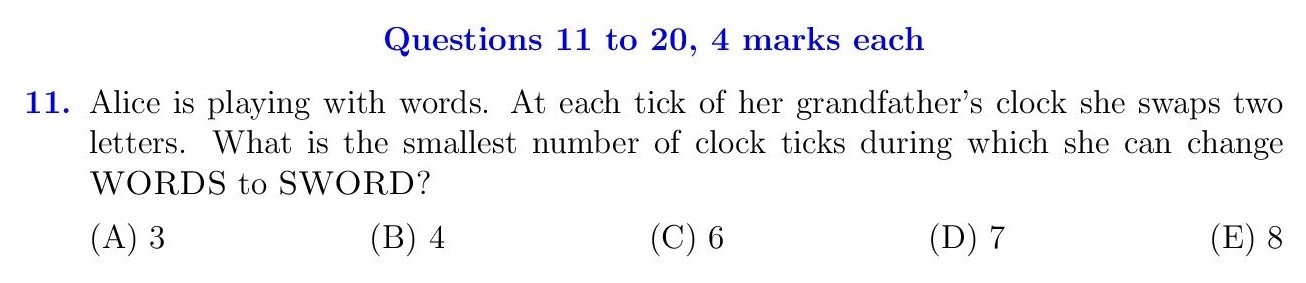 Questions 11 to 20, 4 marks each
11. Alice is playing with words. At each tick of her grandfather's clock she swaps two
letters. What is the smallest number of clock ticks during which she can change
WORDS to SWORD?
(A) 3 (B) 4 (C) 6 (D) 7 (E) 8